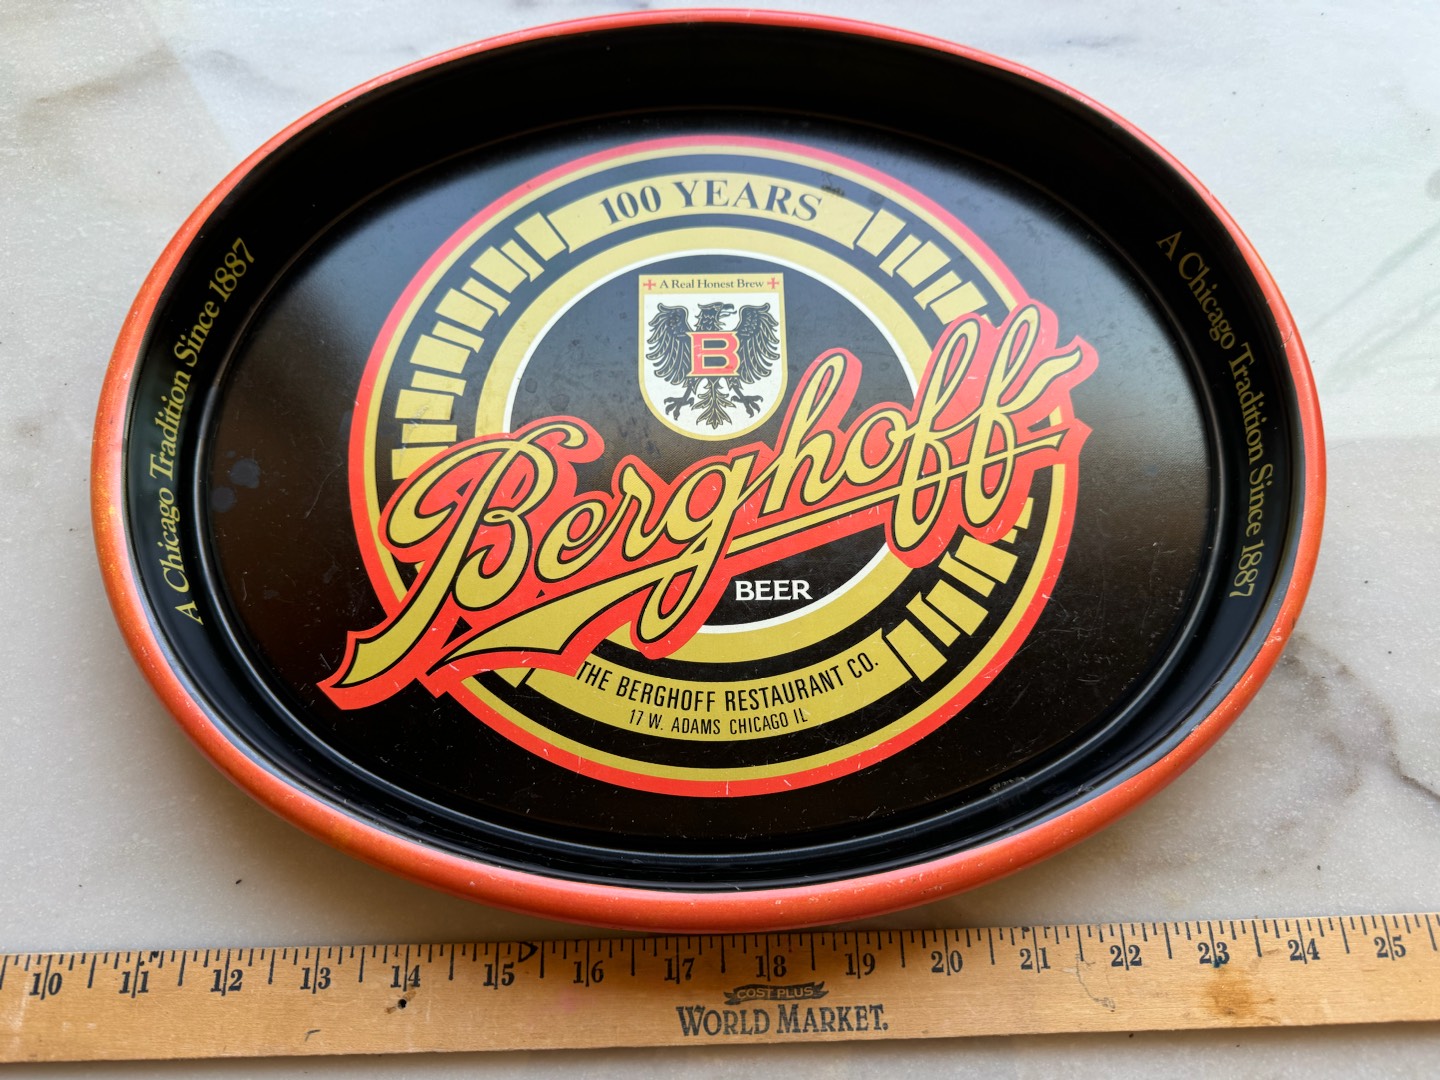 100 YEARS
A Real Honest Brew
B
Berghoff
BEER
THE BERGHOFF RESTAURANT CO.
17 W. ADAMS CHICAGO IL
A Chicago Tradition Since 1887
A Chicago Tradition Since 1887
10 11 12 13 14 15 16 17 18 19 20 21 22 23 24 25
COST PLUS
WORLD MARKET.